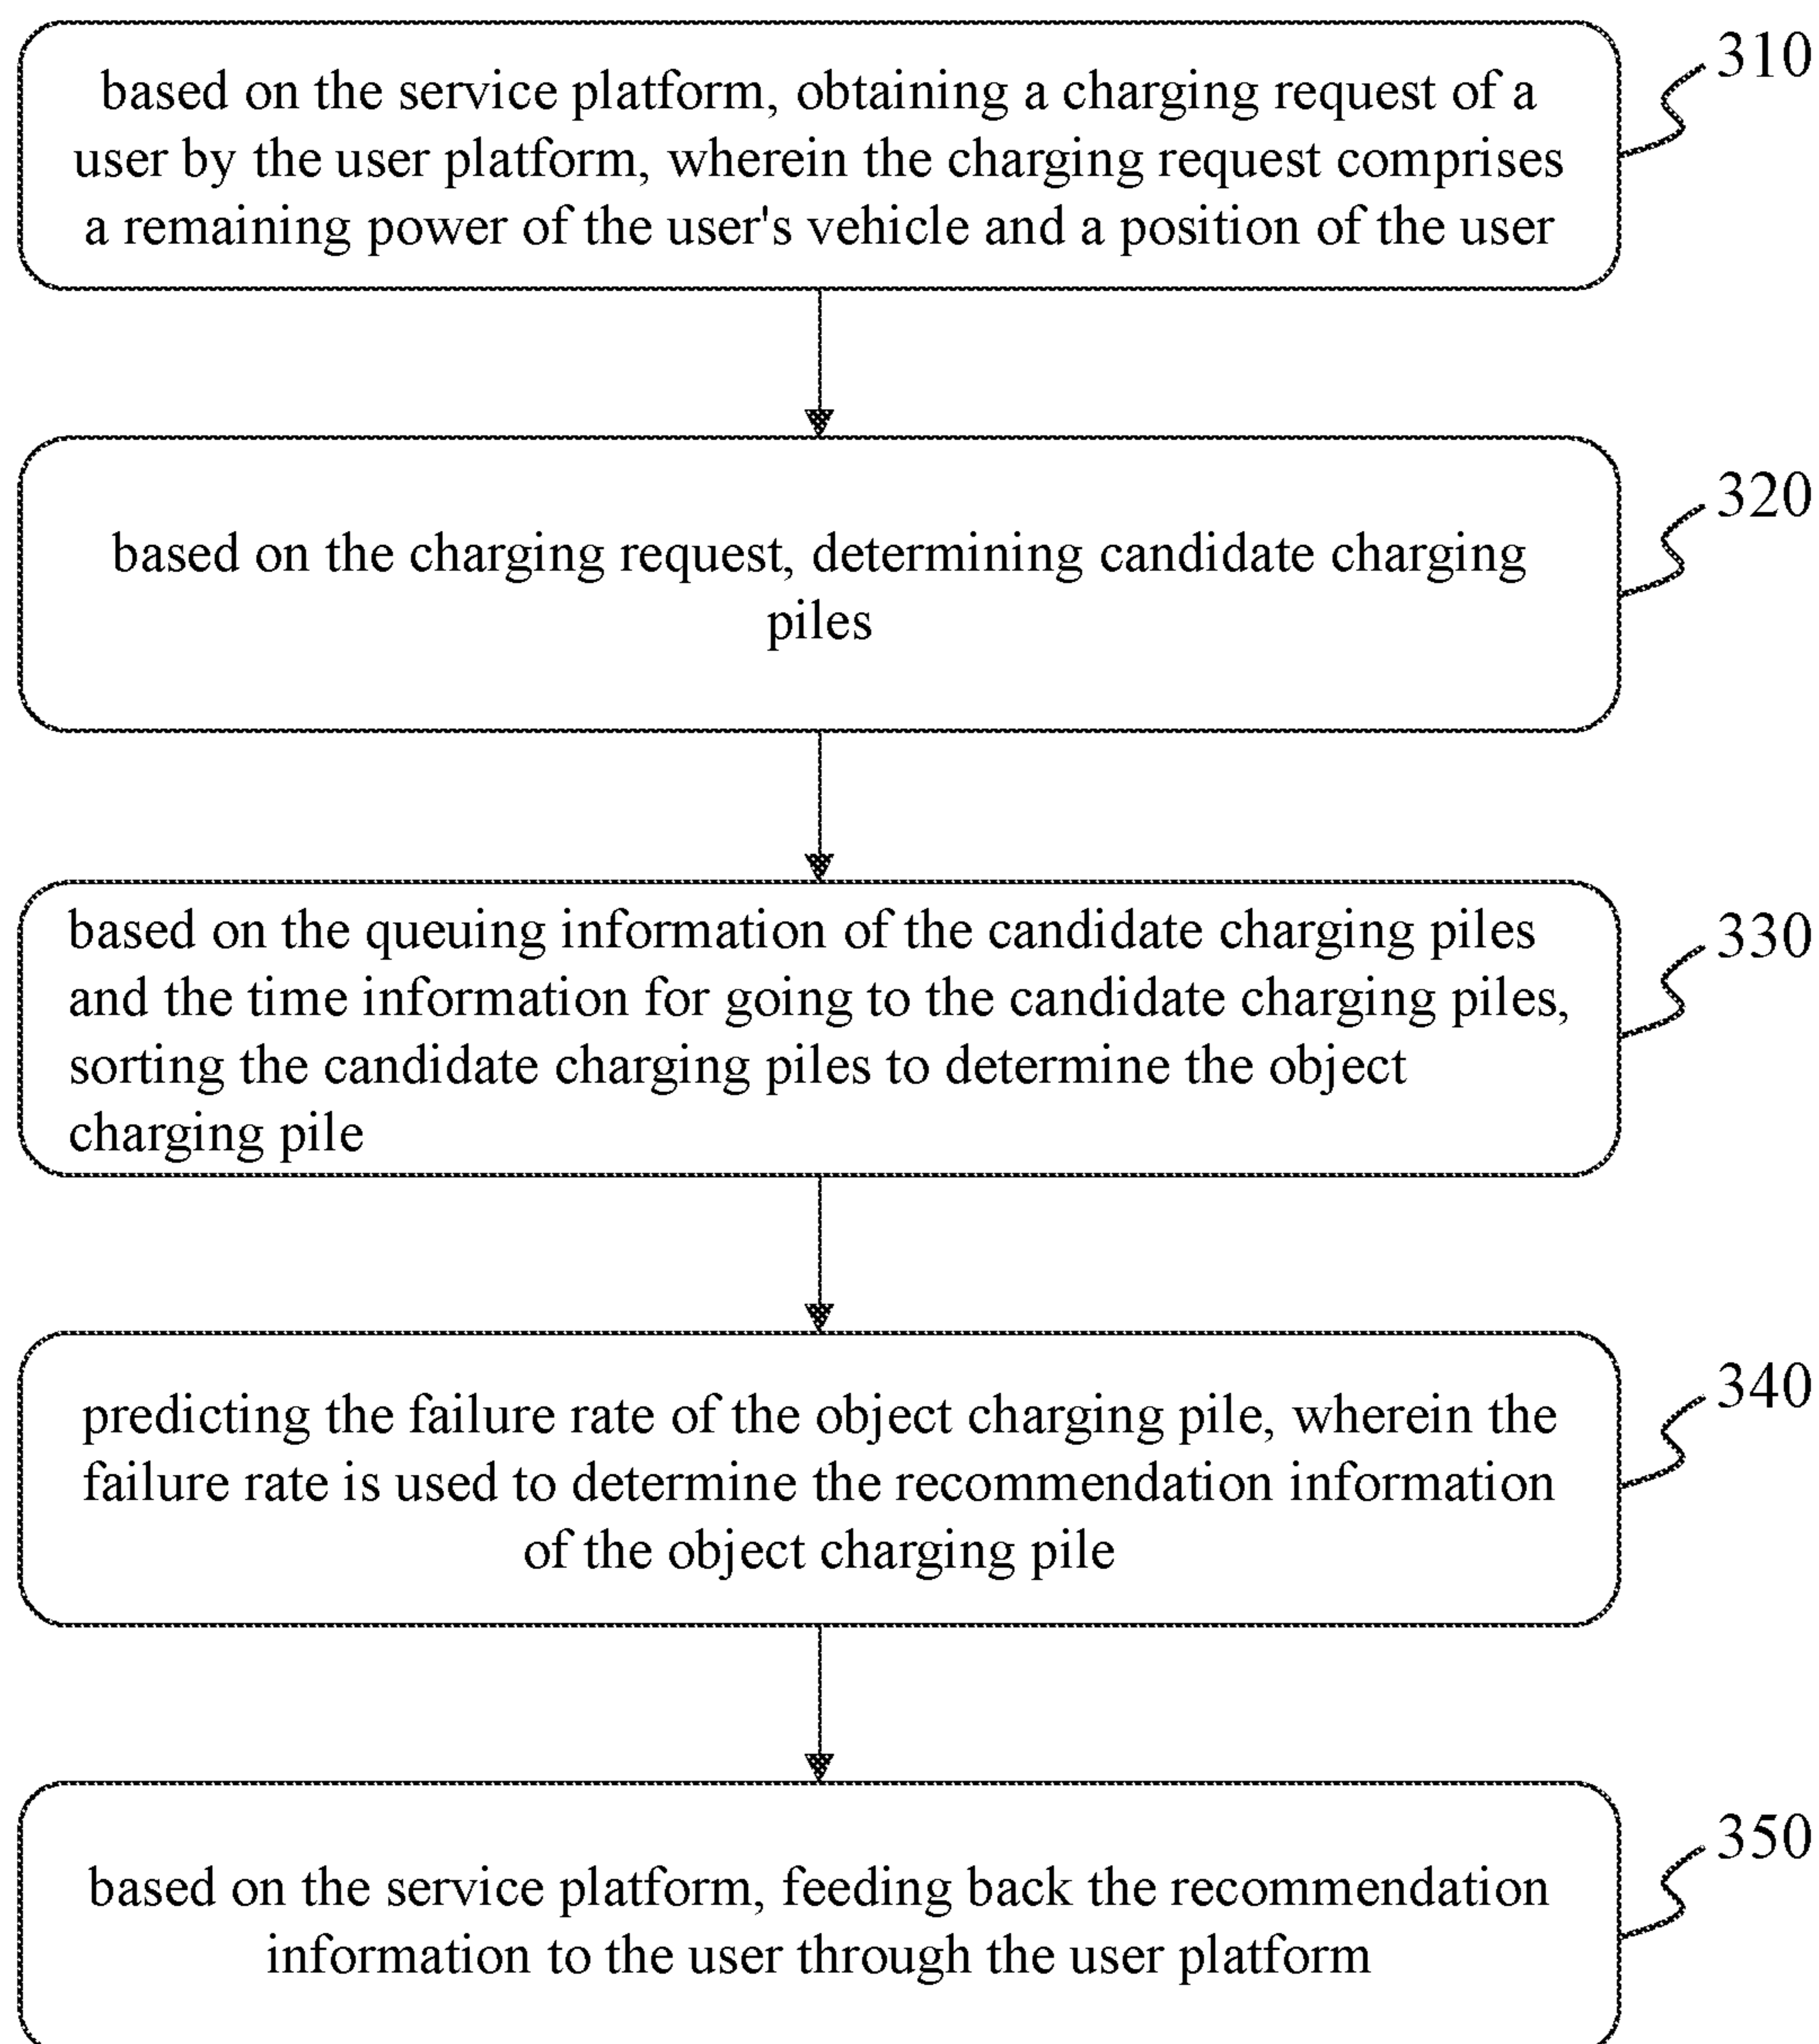 based on the service platform, obtaining a charging request of a
user by the user platform, wherein the charging request comprises
a remaining power of the user's vehicle and a position of the user
310
based on the charging request, determining candidate charging
piles
320
based on the queuing information of the candidate charging piles
and the time information for going to the candidate charging piles,
sorting the candidate charging piles to determine the object
charging pile
330
predicting the failure rate of the object charging pile, wherein the
failure rate is used to determine the recommendation information
of the object charging pile
340
based on the service platform, feeding back the recommendation
information to the user through the user platform
350